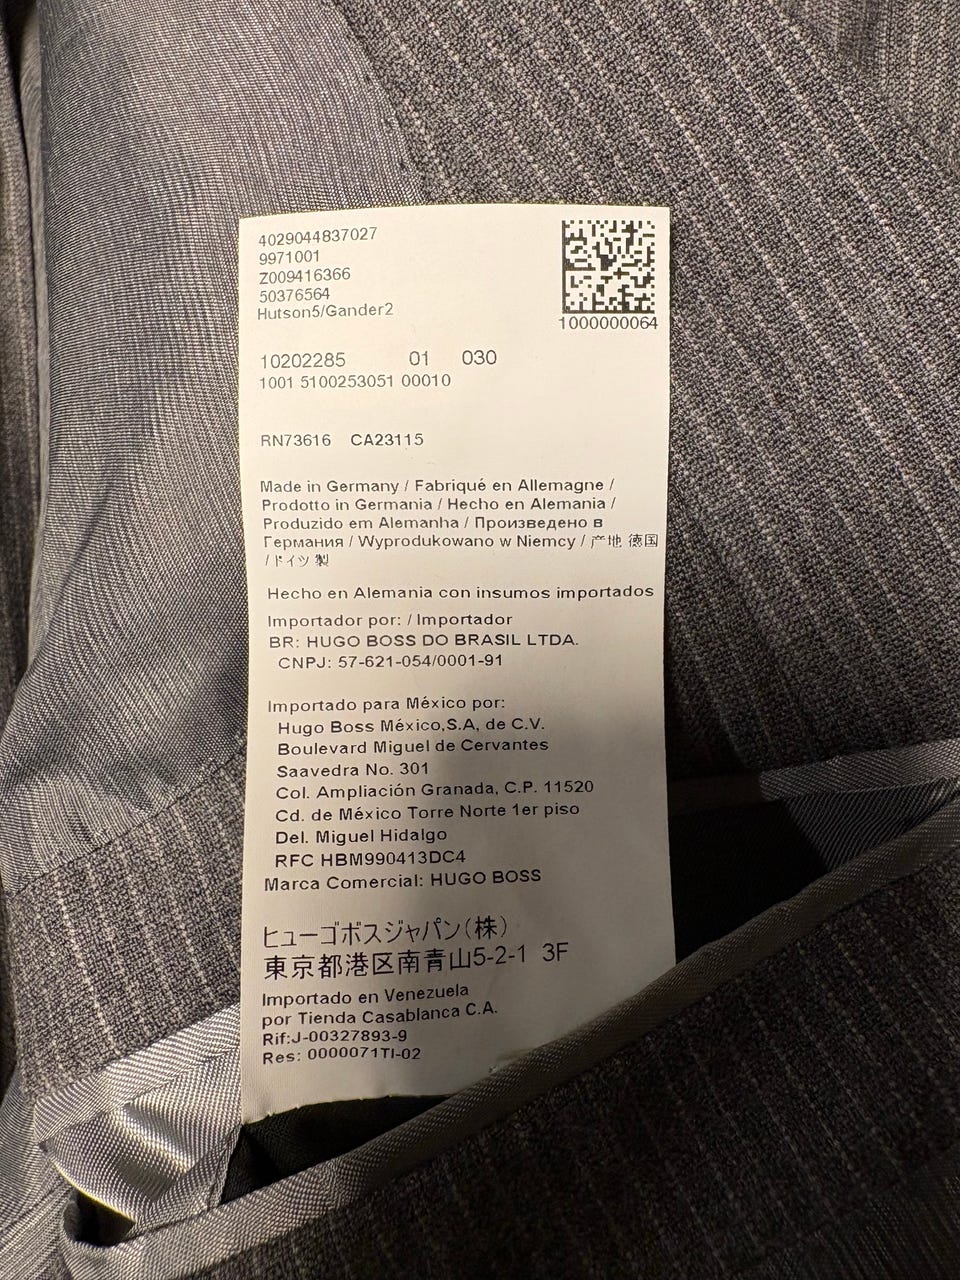 4029044837027
9971001
Z009416366
50376564
Hutson5/Gander2
1000000064
10202285 01 030
1001 5100253051 00010
RN73616 CA23115
Made in Germany / Fabriqué en Allemagne /
Prodotto in Germania / Hecho en Alemania /
Produzido em Alemanha / Произведено в
Германия / Wyprodukowano w Niemcy / 产地 德国
/ドイツ 製
Hecho en Alemania con insumos importados
Importador por: / Importador
BR: HUGO BOSS DO BRASIL LTDA.
CNPJ: 57-621-054/0001-91
Importado para México por:
Hugo Boss México,S.A, de C.V.
Boulevard Miguel de Cervantes
Saavedra No. 301
Col. Ampliación Granada, C.P. 11520
Cd. de México Torre Norte 1er piso
Del. Miguel Hidalgo
RFC HBM990413DC4
Marca Comercial: HUGO BOSS
ヒューゴボスジャパン(株)
東京都港区南青山5-2-1 3F
Importado en Venezuela
por Tienda Casablanca C.A.
Rif:J-00327893-9
Res: 0000071TI-02